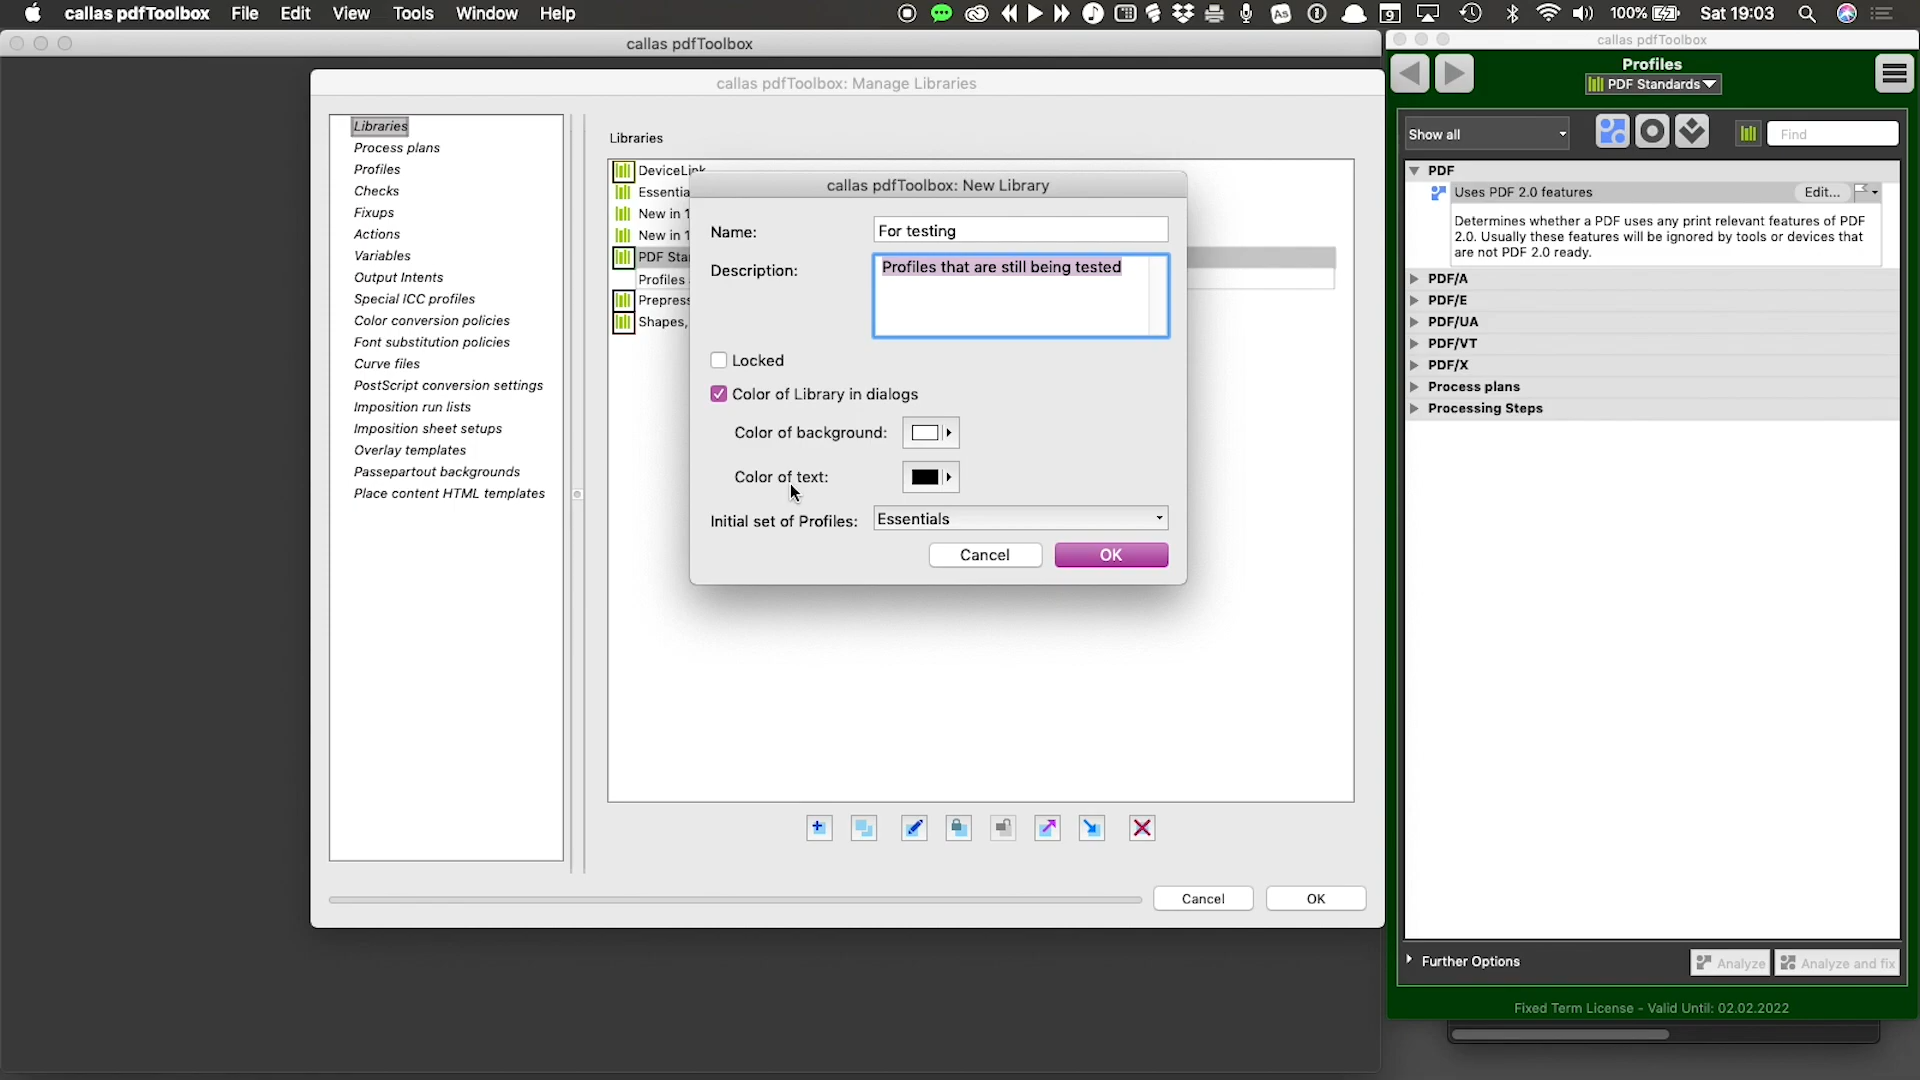 callas pdfToolbox File Edit View Tools Window Help
100% Sat 19:03
callas pdfToolbox
callas pdfToolbox: Manage Libraries
Libraries
Process plans
Profiles
Checks
Fixups
Actions
Variables
Output Intents
Special ICC profiles
Color conversion policies
Font substitution policies
Curve files
PostScript conversion settings
Imposition run lists
Imposition sheet setups
Overlay templates
Passepartout backgrounds
Place content HTML templates
Libraries
DeviceLink
Essentia
New in 1
New in 1
PDF Sta
Profiles
Prepress
Shapes,
callas pdfToolbox: New Library
Name: For testing
Description: Profiles that are still being tested
Locked
Color of Library in dialogs
Color of background:
Color of text:
Initial set of Profiles: Essentials
Cancel OK
Cancel OK
callas pdfToolbox
Profiles
PDF Standards
Show all Find
PDF
Uses PDF 2.0 features Edit...
Determines whether a PDF uses any print relevant features of PDF
2.0. Usually these features will be ignored by tools or devices that
are not PDF 2.0 ready.
PDF/A
PDF/E
PDF/UA
PDF/VT
PDF/X
Process plans
Processing Steps
Further Options Analyze Analyze and fix
Fixed Term License - Valid Until: 02.02.2022